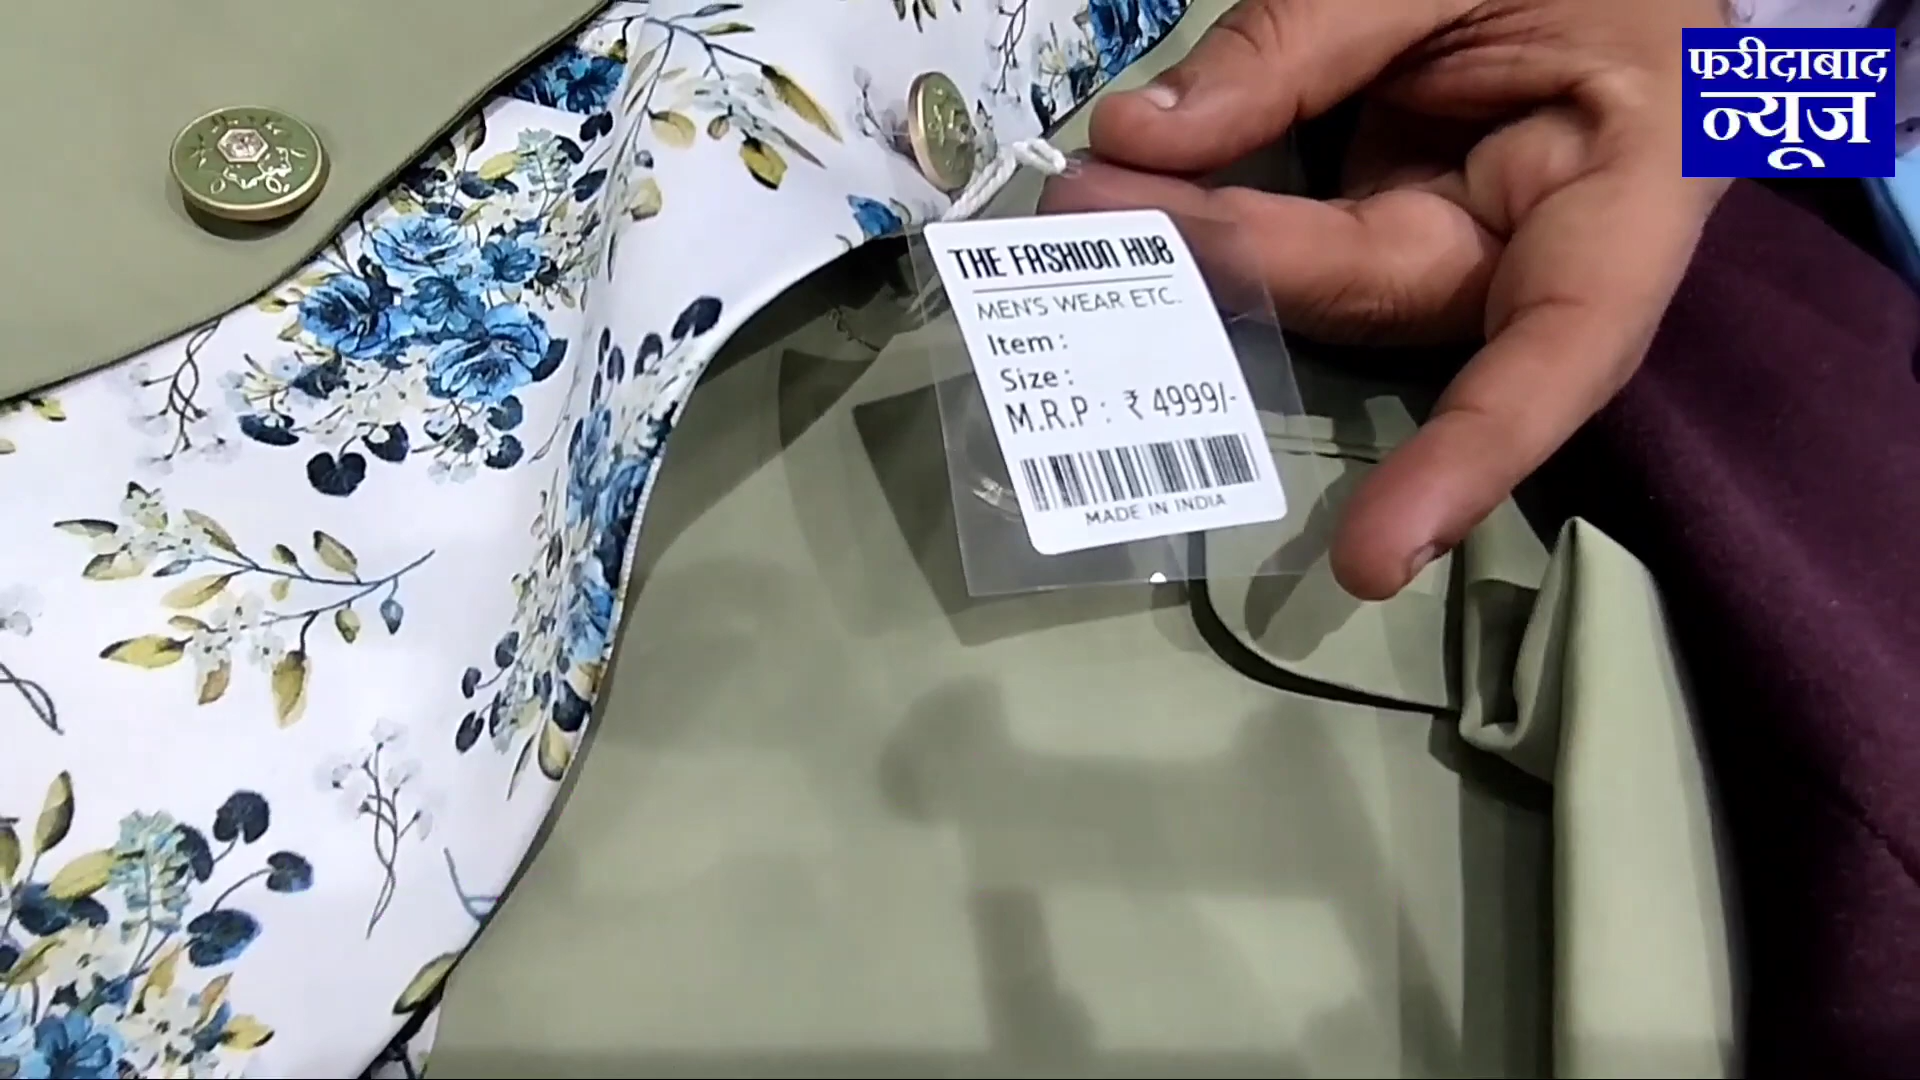 फरीदाबाद
न्यूज
THE FASHION HUB
MEN'S WEAR ETC.
Item :
Size :
M.R.P : ₹ 4999/-
MADE IN INDIA